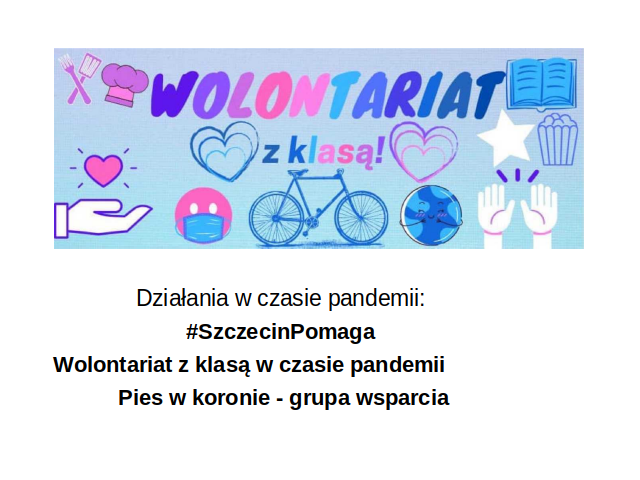 WOLONTARIAT
z klasą!
Działania w czasie pandemii:
#SzczecinPomaga
Wolontariat z klasą w czasie pandemii
Pies w koronie - grupa wsparcia